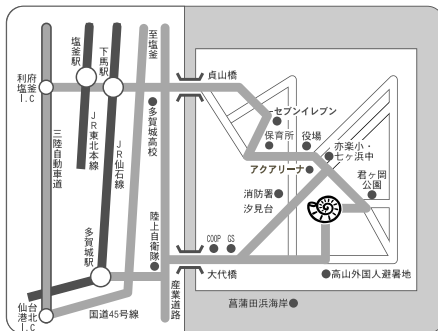 至塩釜
塩釜駅
下馬駅
利府
塩釜
I.C
貞山橋
セブンイレブン
保育所
役場
多賀城高校
JR東北本線
JR仙石線
三陸自動車道
亦楽小・
七ヶ浜中
アクアリーナ
君ヶ岡
公園
消防署
汐見台
陸上自衛隊
多賀城駅
COOP
GS
大代橋
高山外国人避暑地
仙台
港北
I.C
国道45号線
産業道路
菖蒲田浜海岸